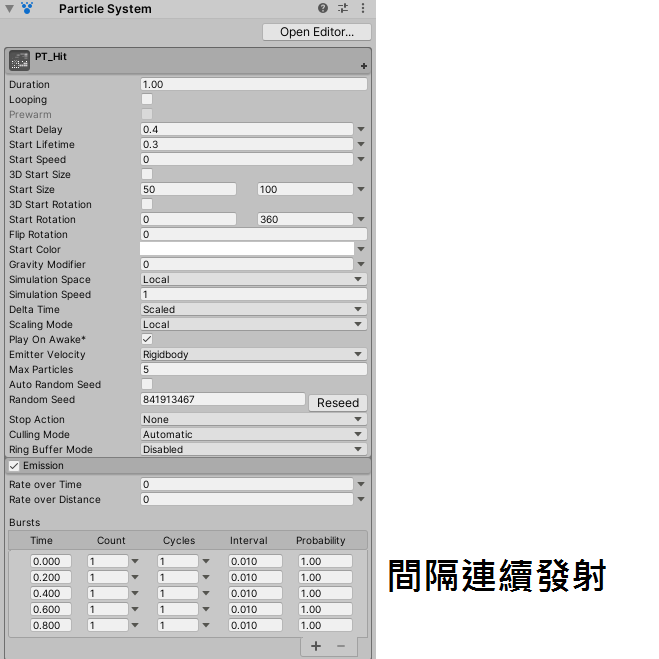 Particle System
Open Editor...
PT_Hit
Duration 1.00
Looping
Prewarm
Start Delay 0.4
Start Lifetime 0.3
Start Speed 0
3D Start Size
Start Size 50 100
3D Start Rotation
Start Rotation 0 360
Flip Rotation 0
Start Color
Gravity Modifier 0
Simulation Space Local
Simulation Speed 1
Delta Time Scaled
Scaling Mode Local
Play On Awake*
Emitter Velocity Rigidbody
Max Particles 5
Auto Random Seed
Random Seed 841913467 Reseed
Stop Action None
Culling Mode Automatic
Ring Buffer Mode Disabled
Emission
Rate over Time 0
Rate over Distance 0
Bursts
Time Count Cycles Interval Probability
0.000 1 1 0.010 1.00
0.200 1 1 0.010 1.00
0.400 1 1 0.010 1.00
0.600 1 1 0.010 1.00
0.800 1 1 0.010 1.00
間隔連續發射